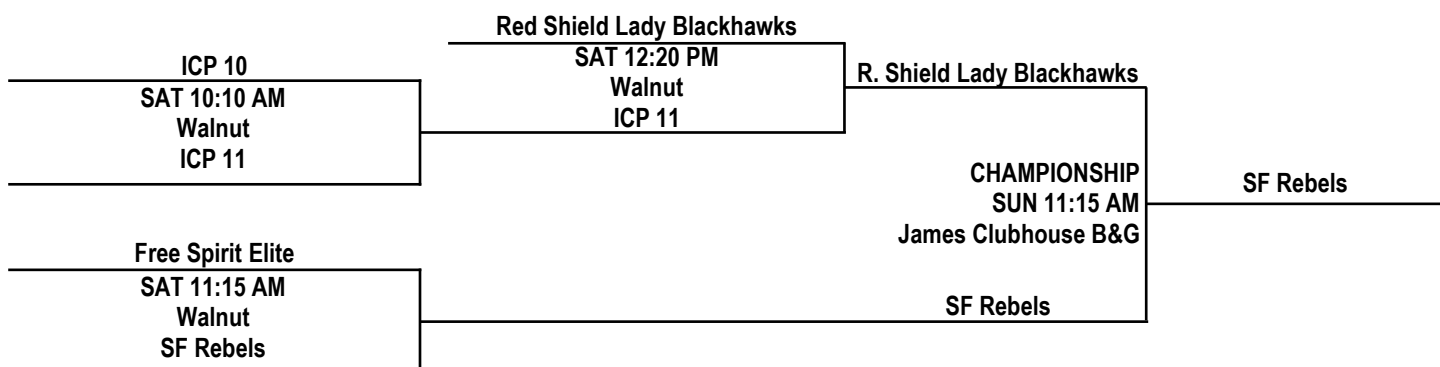 Red Shield Lady Blackhawks
SAT 12:20 PM
Walnut
ICP 11
ICP 10
SAT 10:10 AM
Walnut
ICP 11
R. Shield Lady Blackhawks
CHAMPIONSHIP
SUN 11:15 AM
James Clubhouse B&G
SF Rebels
Free Spirit Elite
SAT 11:15 AM
Walnut
SF Rebels
SF Rebels